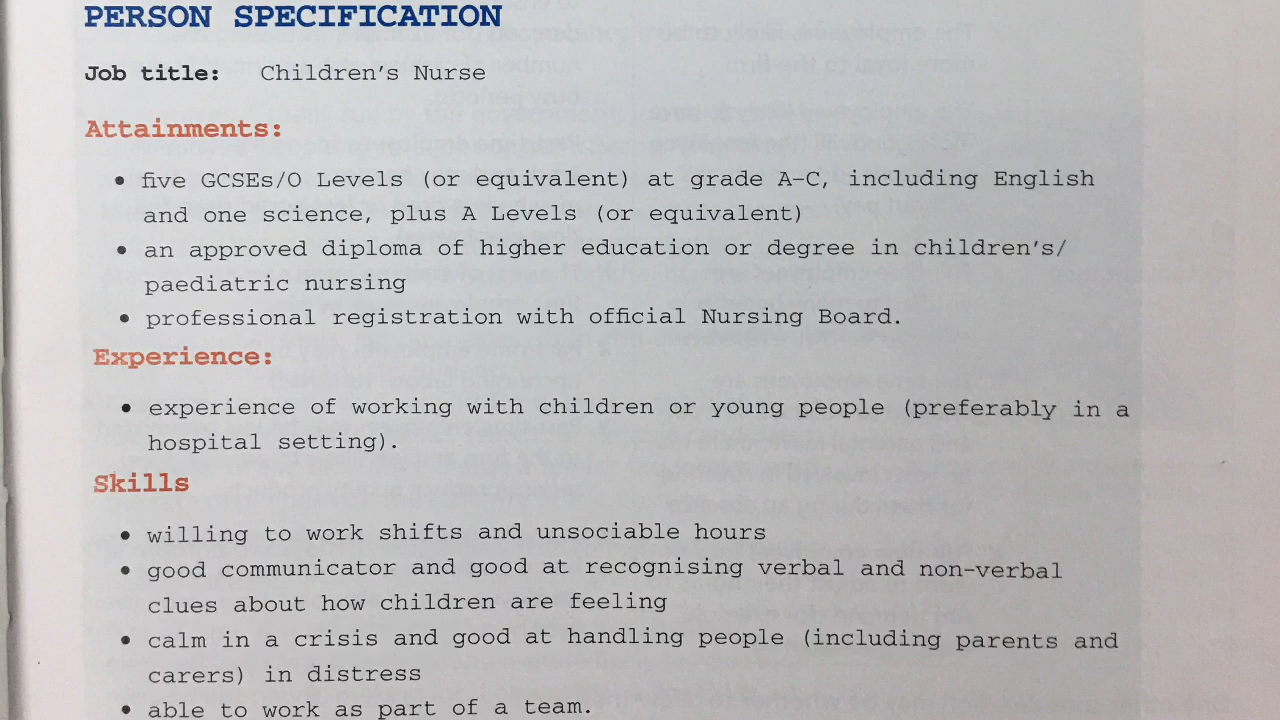 PERSON SPECIFICATION
Job title: Children's Nurse
Attainments:
• five GCSEs/O Levels (or equivalent) at grade A–C, including English
and one science, plus A Levels (or equivalent)
• an approved diploma of higher education or degree in children's/
paediatric nursing
• professional registration with official Nursing Board.
Experience:
• experience of working with children or young people (preferably in a
hospital setting).
Skills
• willing to work shifts and unsociable hours
• good communicator and good at recognising verbal and non-verbal
clues about how children are feeling
• calm in a crisis and good at handling people (including parents and
carers) in distress
• able to work as part of a team.